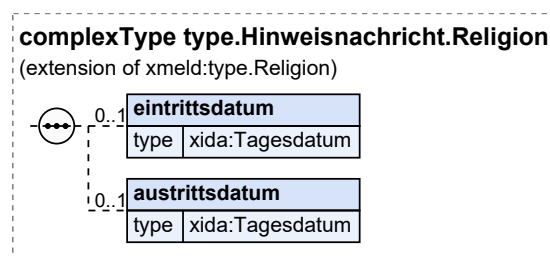 complexType type.Hinweisnachricht.Religion
(extension of xmeld:type.Religion)
0..1 eintrittsdatum
type xida:Tagesdatum
0..1 austrittsdatum
type xida:Tagesdatum